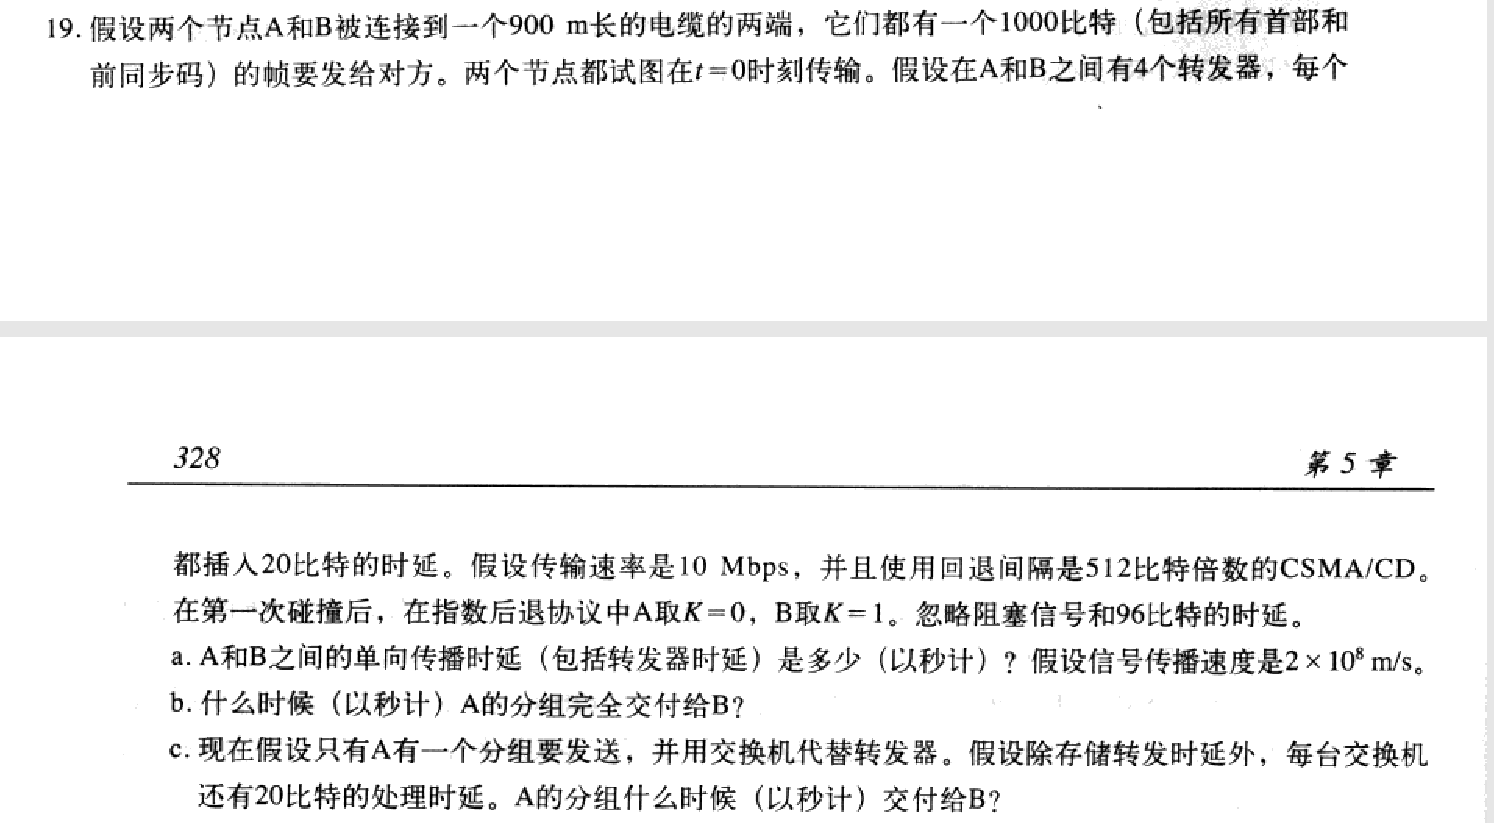 19. 假设两个节点A和B被连接到一个900 m长的电缆的两端，它们都有一个1000比特（包括所有首部和
前同步码）的帧要发给对方。两个节点都试图在t＝0时刻传输。假设在A和B之间有4个转发器，每个
328
第 5 章
都插入20比特的时延。假设传输速率是10 Mbps，并且使用回退间隔是512比特倍数的CSMA/CD。
在第一次碰撞后，在指数后退协议中A取K＝0，B取K＝1。忽略阻塞信号和96比特的时延。
a. A和B之间的单向传播时延（包括转发器时延）是多少（以秒计）？假设信号传播速度是2×10⁸ m/s。
b. 什么时候（以秒计）A的分组完全交付给B？
c. 现在假设只有A有一个分组要发送，并用交换机代替转发器。假设除存储转发时延外，每台交换机
还有20比特的处理时延。A的分组什么时候（以秒计）交付给B？